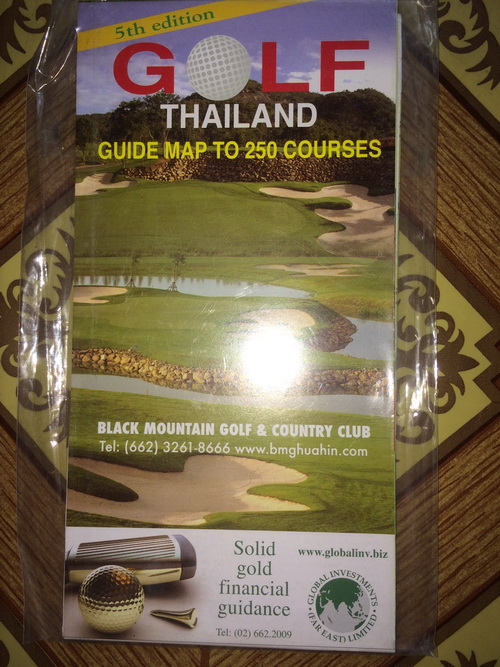 5th edition
GOLF
THAILAND
GUIDE MAP TO 250 COURSES
BLACK MOUNTAIN GOLF & COUNTRY CLUB
Tel: (662) 3261-8666 www.bmghuahin.com
Solid
gold
financial
guidance
Tel: (02) 662.2009
www.globalinv.biz
GLOBAL INVESTMENTS
(FAR EAST) LIMITED